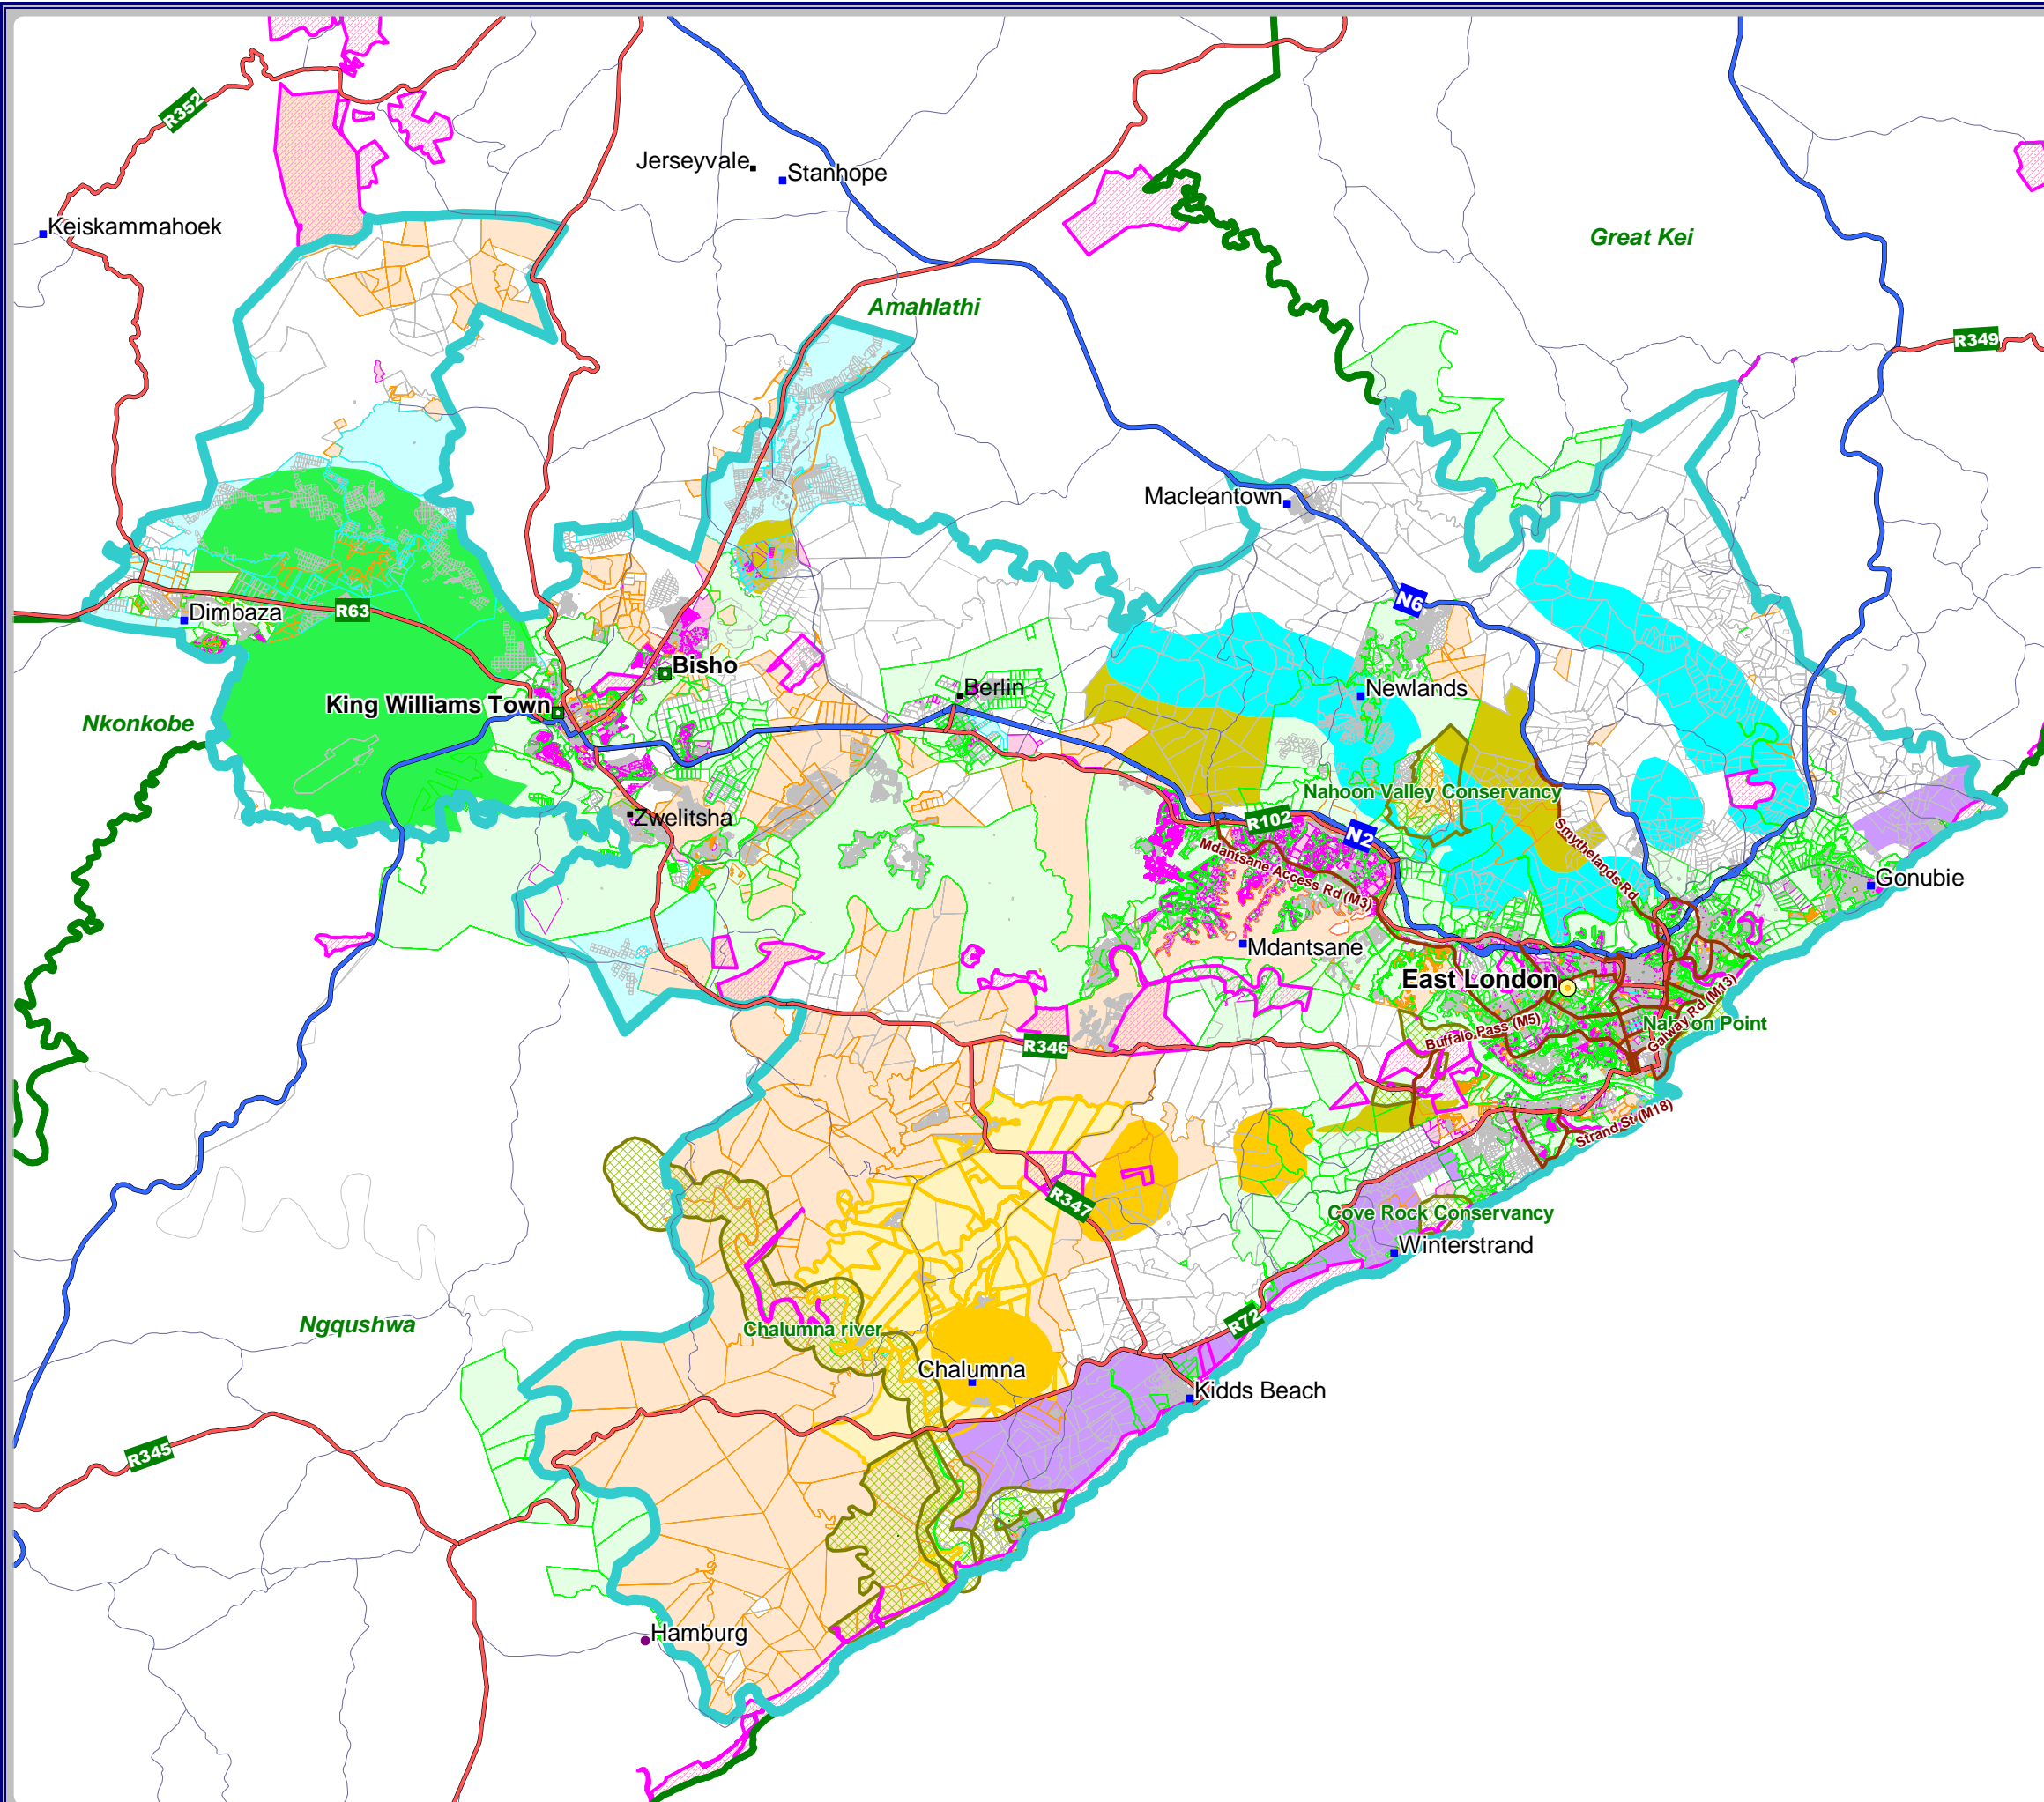 R352
Jerseyvale
Stanhope
Keiskammahoek
Great Kei
Amahlathi
R349
Macleantown
N6
Dimbaza
R63
Bisho
Berlin
Newlands
King Williams Town
Nkonkobe
Nahoon Valley Conservancy
Zwelitsha
R102
N2
Smythelands Rd
Mdantsane Access Rd (M3)
Gonubie
Mdantsane
East London
Galway Rd (M13)
Nahoon Point
Buffalo Pass (M5)
R346
Strand St (M18)
R347
Cove Rock Conservancy
Winterstrand
Ngqushwa
Chalumna river
R72
Chalumna
Kidds Beach
R345
Hamburg